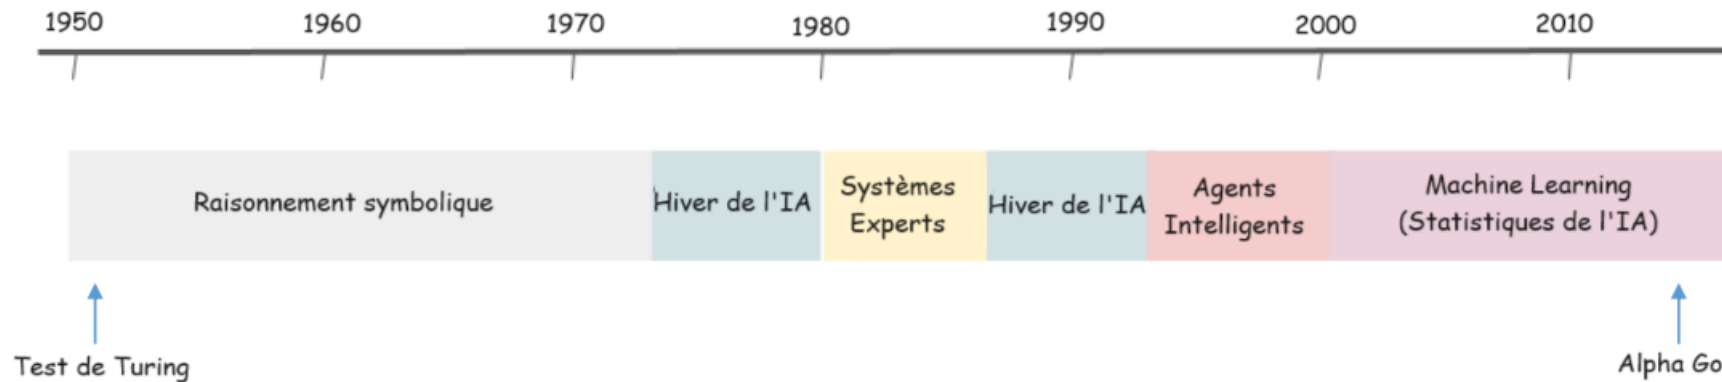 1950 1960 1970 1980 1990 2000 2010
Raisonnement symbolique
Hiver de l'IA
Systèmes
Experts
Hiver de l'IA
Agents
Intelligents
Machine Learning
(Statistiques de l'IA)
Test de Turing
Alpha Go